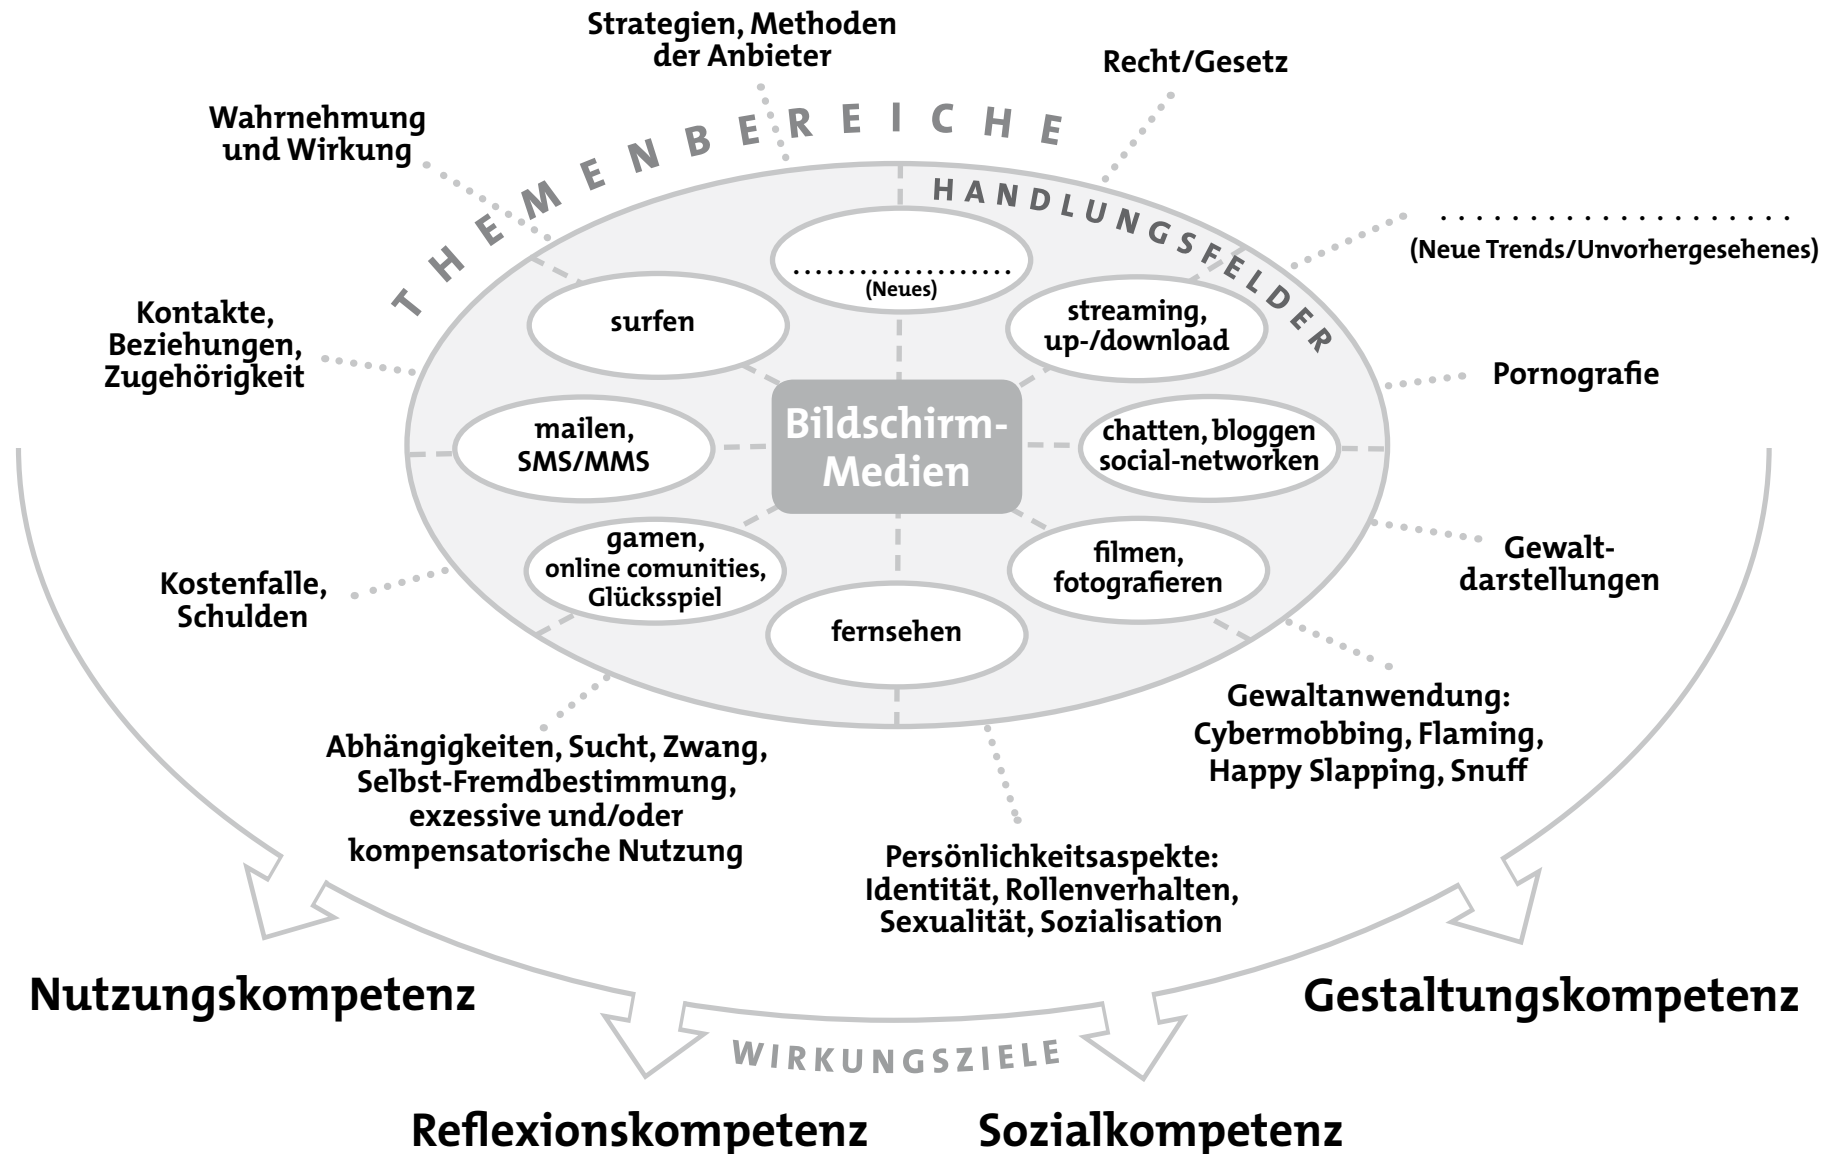 Strategien, Methoden
der Anbieter
Recht/Gesetz
Wahrnehmung
und Wirkung
THEMENBEREICHE
HANDLUNGSFELDER
....................
(Neue Trends/Unvorhergesehenes)
....................
(Neues)
surfen
streaming,
up-/download
Kontakte,
Beziehungen,
Zugehörigkeit
Pornografie
mailen,
SMS/MMS
Bildschirm-
Medien
chatten, bloggen
social-networken
gamen,
online comunities,
Glücksspiel
filmen,
fotografieren
Gewalt-
darstellungen
Kostenfalle,
Schulden
fernsehen
Gewaltanwendung:
Cybermobbing, Flaming,
Happy Slapping, Snuff
Abhängigkeiten, Sucht, Zwang,
Selbst-Fremdbestimmung,
exzessive und/oder
kompensatorische Nutzung
Persönlichkeitsaspekte:
Identität, Rollenverhalten,
Sexualität, Sozialisation
Nutzungskompetenz
Gestaltungskompetenz
WIRKUNGSZIELE
Reflexionskompetenz
Sozialkompetenz